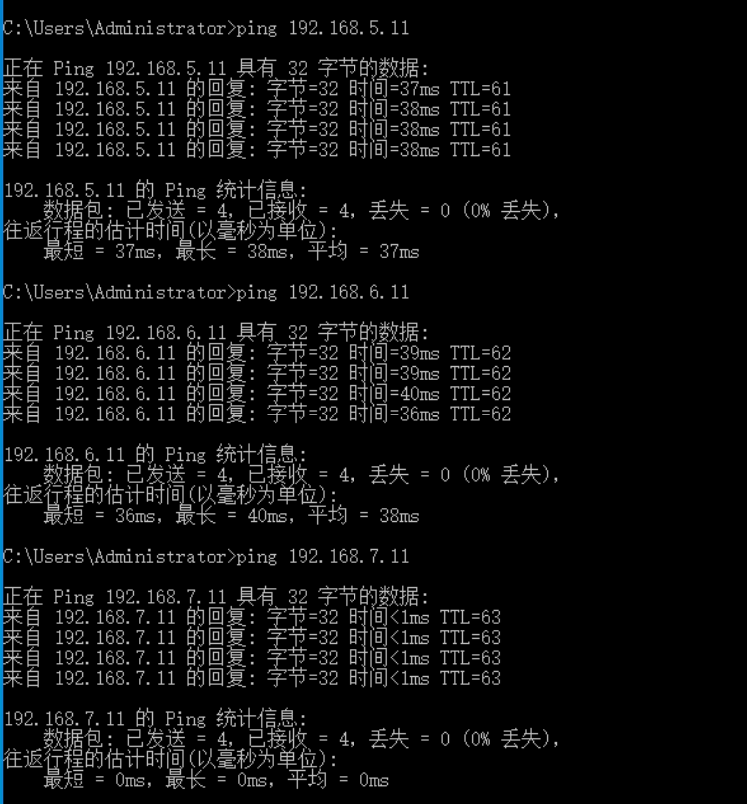 C:\Users\Administrator>ping 192.168.5.11
正在 Ping 192.168.5.11 具有 32 字节的数据:
来自 192.168.5.11 的回复: 字节=32 时间=37ms TTL=61
来自 192.168.5.11 的回复: 字节=32 时间=38ms TTL=61
来自 192.168.5.11 的回复: 字节=32 时间=38ms TTL=61
来自 192.168.5.11 的回复: 字节=32 时间=38ms TTL=61
192.168.5.11 的 Ping 统计信息:
数据包: 已发送 = 4, 已接收 = 4, 丢失 = 0 (0% 丢失),
往返行程的估计时间(以毫秒为单位):
最短 = 37ms, 最长 = 38ms, 平均 = 37ms
C:\Users\Administrator>ping 192.168.6.11
正在 Ping 192.168.6.11 具有 32 字节的数据:
来自 192.168.6.11 的回复: 字节=32 时间=39ms TTL=62
来自 192.168.6.11 的回复: 字节=32 时间=39ms TTL=62
来自 192.168.6.11 的回复: 字节=32 时间=40ms TTL=62
来自 192.168.6.11 的回复: 字节=32 时间=36ms TTL=62
192.168.6.11 的 Ping 统计信息:
数据包: 已发送 = 4, 已接收 = 4, 丢失 = 0 (0% 丢失),
往返行程的估计时间(以毫秒为单位):
最短 = 36ms, 最长 = 40ms, 平均 = 38ms
C:\Users\Administrator>ping 192.168.7.11
正在 Ping 192.168.7.11 具有 32 字节的数据:
来自 192.168.7.11 的回复: 字节=32 时间<1ms TTL=63
来自 192.168.7.11 的回复: 字节=32 时间<1ms TTL=63
来自 192.168.7.11 的回复: 字节=32 时间<1ms TTL=63
来自 192.168.7.11 的回复: 字节=32 时间<1ms TTL=63
192.168.7.11 的 Ping 统计信息:
数据包: 已发送 = 4, 已接收 = 4, 丢失 = 0 (0% 丢失),
往返行程的估计时间(以毫秒为单位):
最短 = 0ms, 最长 = 0ms, 平均 = 0ms